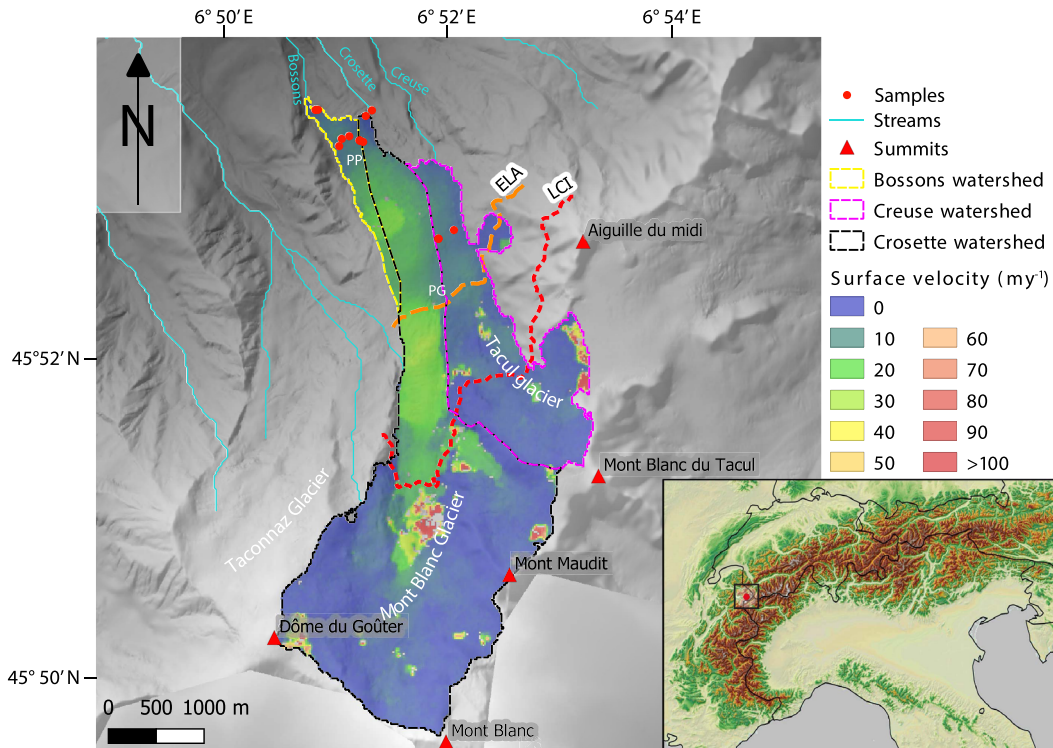 6° 50′ E
6° 52′ E
6° 54′ E
N
Bossons
Crosette
Creuse
PP
ELA
LCI
Aiguille du midi
PG
45°52′ N
Tacul glacier
Mont Blanc du Tacul
Taconnaz Glacier
Mont Blanc Glacier
Mont Maudit
Dôme du Goûter
45° 50′ N
0 500 1000 m
Mont Blanc
Samples
Streams
Summits
Bossons watershed
Creuse watershed
Crosette watershed
Surface velocity (my⁻¹)
0
10 60
20 70
30 80
40 90
50 >100